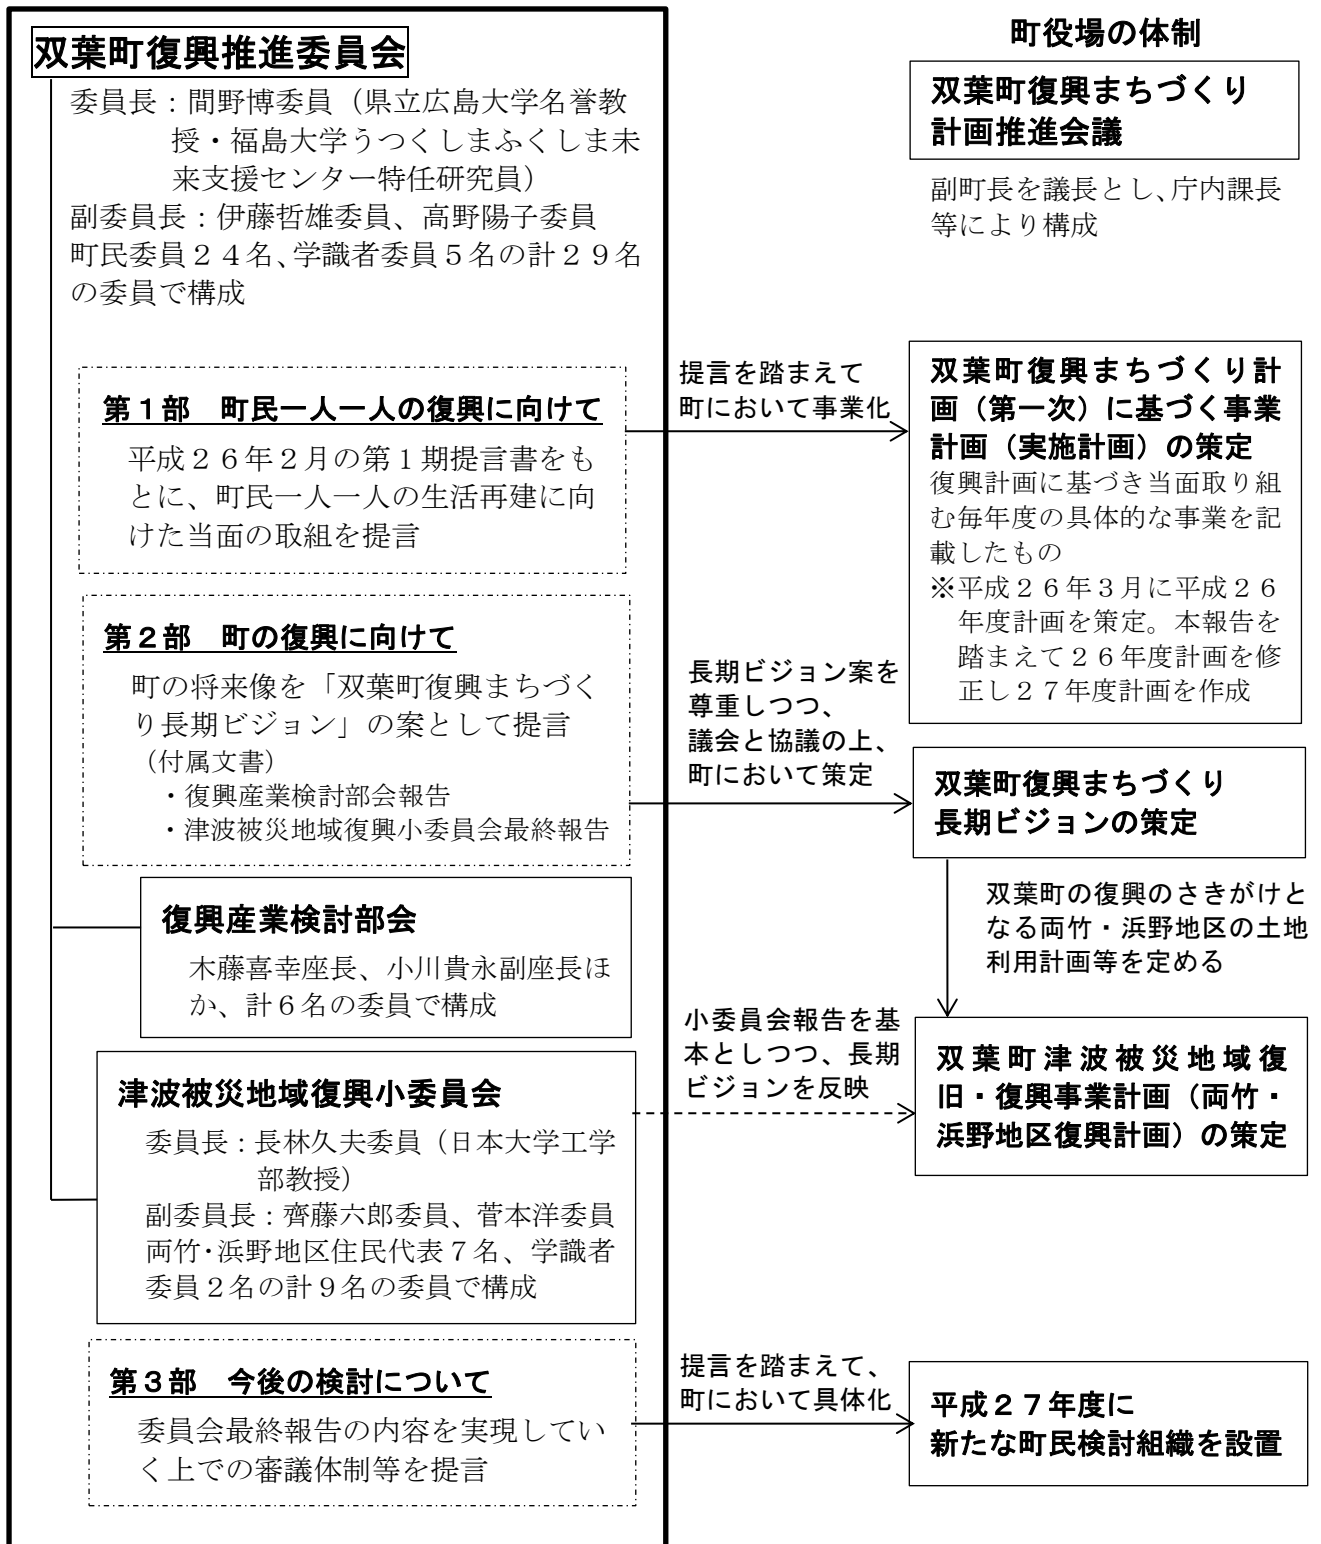 双葉町復興推進委員会
委員長：間野博委員（県立広島大学名誉教
授・福島大学うつくしまふくしま未
来支援センター特任研究員）
副委員長：伊藤哲雄委員、高野陽子委員
町民委員２４名、学識者委員５名の計２９名
の委員で構成
町役場の体制
双葉町復興まちづくり
計画推進会議
副町長を議長とし、庁内課長
等により構成
第１部　町民一人一人の復興に向けて
平成２６年２月の第１期提言書をも
とに、町民一人一人の生活再建に向
けた当面の取組を提言
提言を踏まえて
町において事業化
双葉町復興まちづくり計
画（第一次）に基づく事業
計画（実施計画）の策定
復興計画に基づき当面取り組
む毎年度の具体的な事業を記
載したもの
※平成２６年３月に平成２６
年度計画を策定。本報告を
踏まえて２６年度計画を修
正し２７年度計画を作成
第２部　町の復興に向けて
町の将来像を「双葉町復興まちづく
り長期ビジョン」の案として提言
（付属文書）
・復興産業検討部会報告
・津波被災地域復興小委員会最終報告
長期ビジョン案を
尊重しつつ、
議会と協議の上、
町において策定
双葉町復興まちづくり
長期ビジョンの策定
双葉町の復興のさきがけと
なる両竹・浜野地区の土地
利用計画等を定める
復興産業検討部会
木藤喜幸座長、小川貴永副座長ほ
か、計６名の委員で構成
津波被災地域復興小委員会
委員長：長林久夫委員（日本大学工学
部教授）
副委員長：齊藤六郎委員、菅本洋委員
両竹・浜野地区住民代表７名、学識者
委員２名の計９名の委員で構成
小委員会報告を基
本としつつ、長期
ビジョンを反映
双葉町津波被災地域復
旧・復興事業計画（両竹・
浜野地区復興計画）の策定
第３部　今後の検討について
委員会最終報告の内容を実現してい
く上での審議体制等を提言
提言を踏まえて、
町において具体化
平成２７年度に
新たな町民検討組織を設置